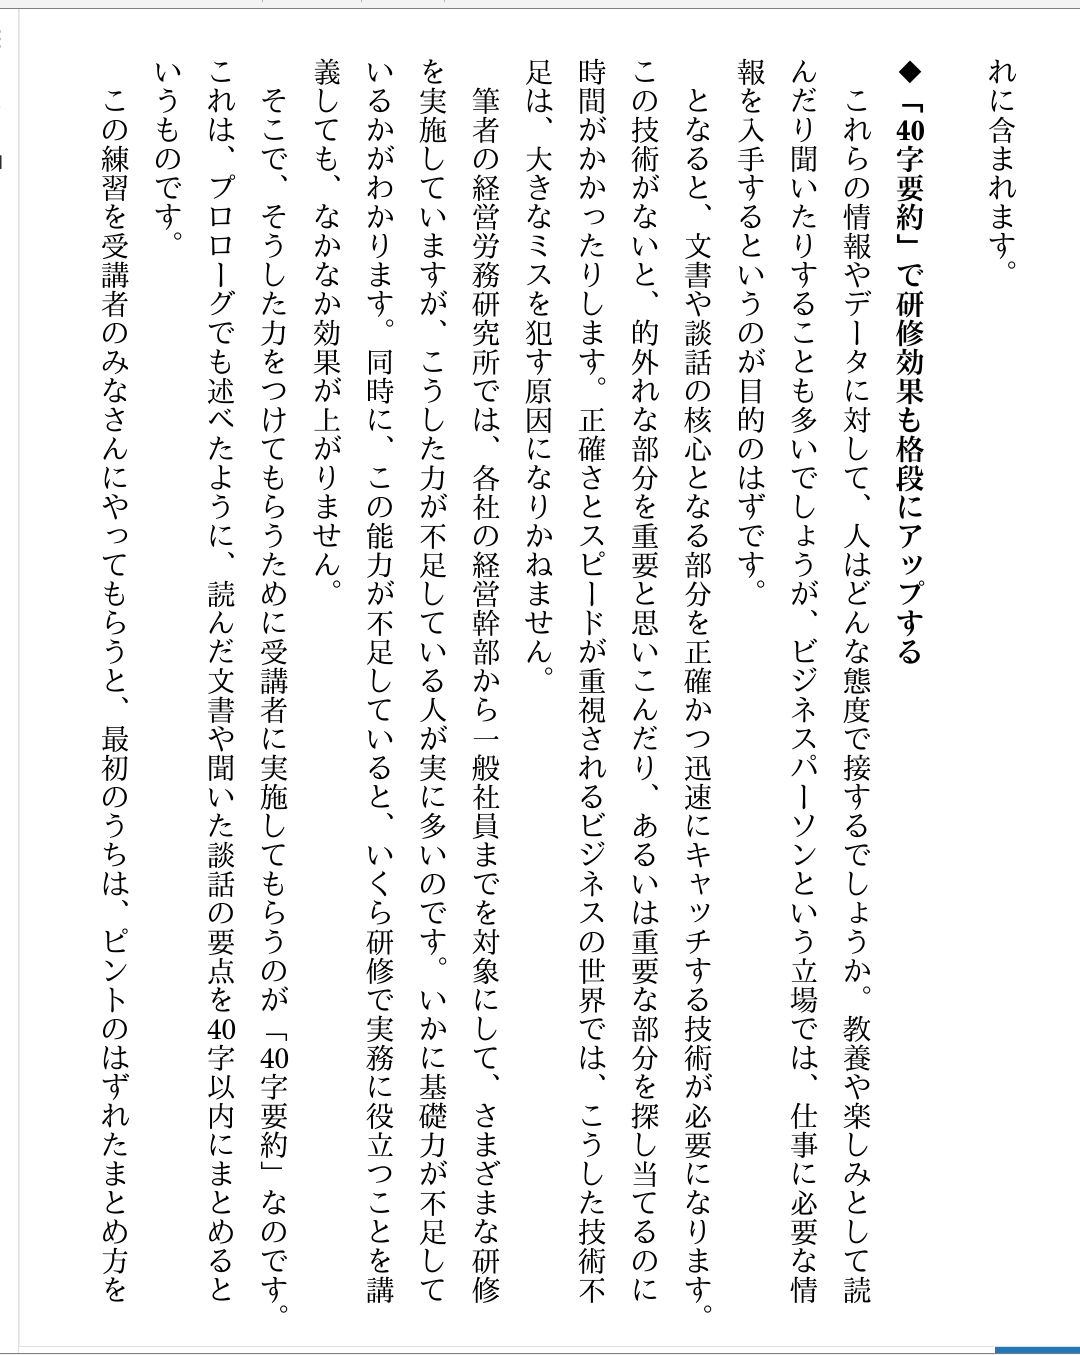 れに含まれます。
◆「40字要約」で研修効果も格段にアップする
これらの情報やデータに対して、人はどんな態度で接するでしょうか。教養や楽しみとして読
んだり聞いたりすることも多いでしょうが、ビジネスパーソンという立場では、仕事に必要な情
報を入手するというのが目的のはずです。
となると、文書や談話の核心となる部分を正確かつ迅速にキャッチする技術が必要になります。
この技術がないと、的外れな部分を重要と思いこんだり、あるいは重要な部分を探し当てるのに
時間がかかったりします。正確さとスピードが重視されるビジネスの世界では、こうした技術不
足は、大きなミスを犯す原因になりかねません。
筆者の経営労務研究所では、各社の経営幹部から一般社員までを対象にして、さまざまな研修
を実施していますが、こうした力が不足している人が実に多いのです。いかに基礎力が不足して
いるかがわかります。同時に、この能力が不足していると、いくら研修で実務に役立つことを講
義しても、なかなか効果が上がりません。
そこで、そうした力をつけてもらうために受講者に実施してもらうのが「40字要約」なのです。
これは、プロローグでも述べたように、読んだ文書や聞いた談話の要点を40字以内にまとめると
いうものです。
この練習を受講者のみなさんにやってもらうと、最初のうちは、ピントのはずれたまとめ方を